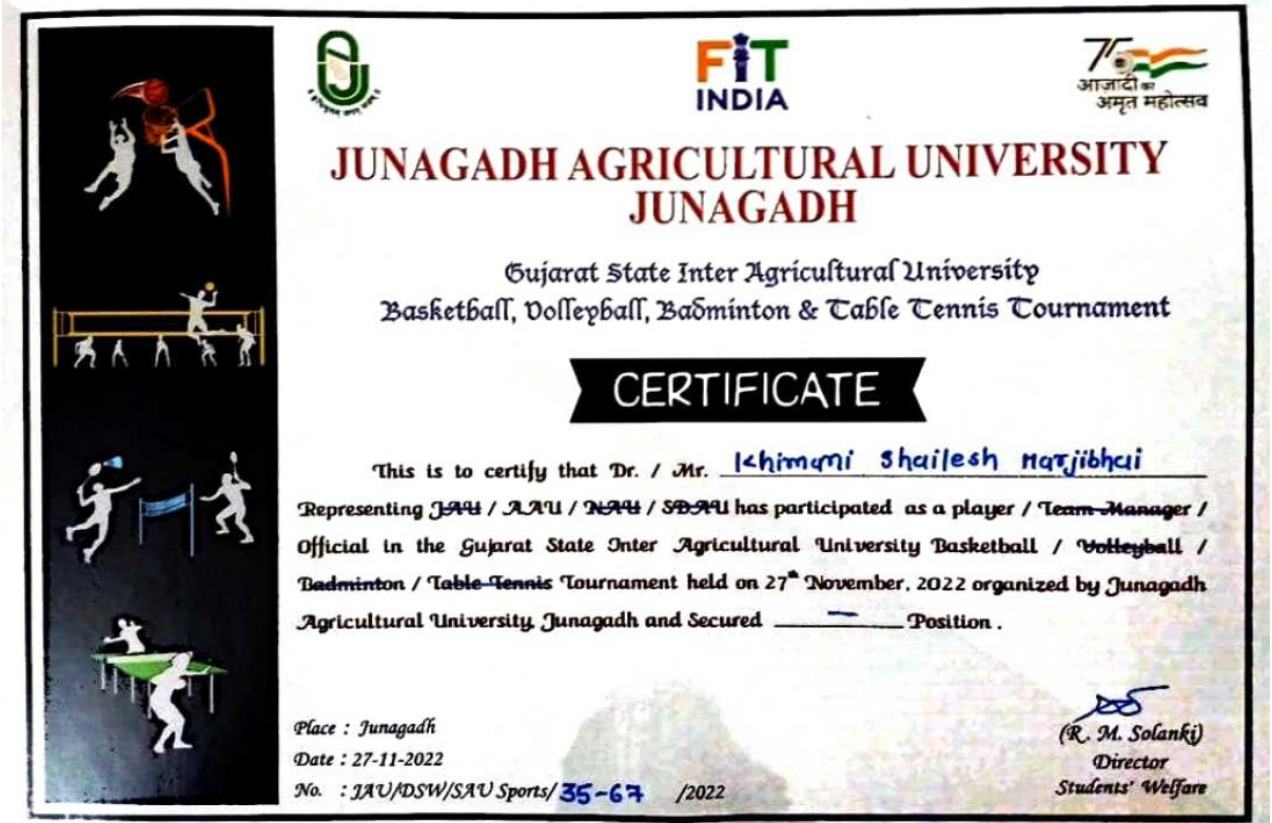 FIT
INDIA
75
आज़ादी का
अमृत महोत्सव
JUNAGADH AGRICULTURAL UNIVERSITY
JUNAGADH
Gujarat State Inter Agricultural University
Basketball, Volleyball, Badminton & Table Tennis Tournament
CERTIFICATE
This is to certify that Dr. / Mr. Khimani Shailesh Harjibhai
Representing JAU / AAU / NAU / SDAU has participated as a player / Team Manager /
Official in the Gujarat State Inter Agricultural University Basketball / Volleyball /
Badminton / Table Tennis Tournament held on 27th November, 2022 organized by Junagadh
Agricultural University, Junagadh and Secured — Position .
Place : Junagadh
Date : 27-11-2022
No. : JAU/DSW/SAU Sports/ 35-67 /2022
(R. M. Solanki)
Director
Students' Welfare